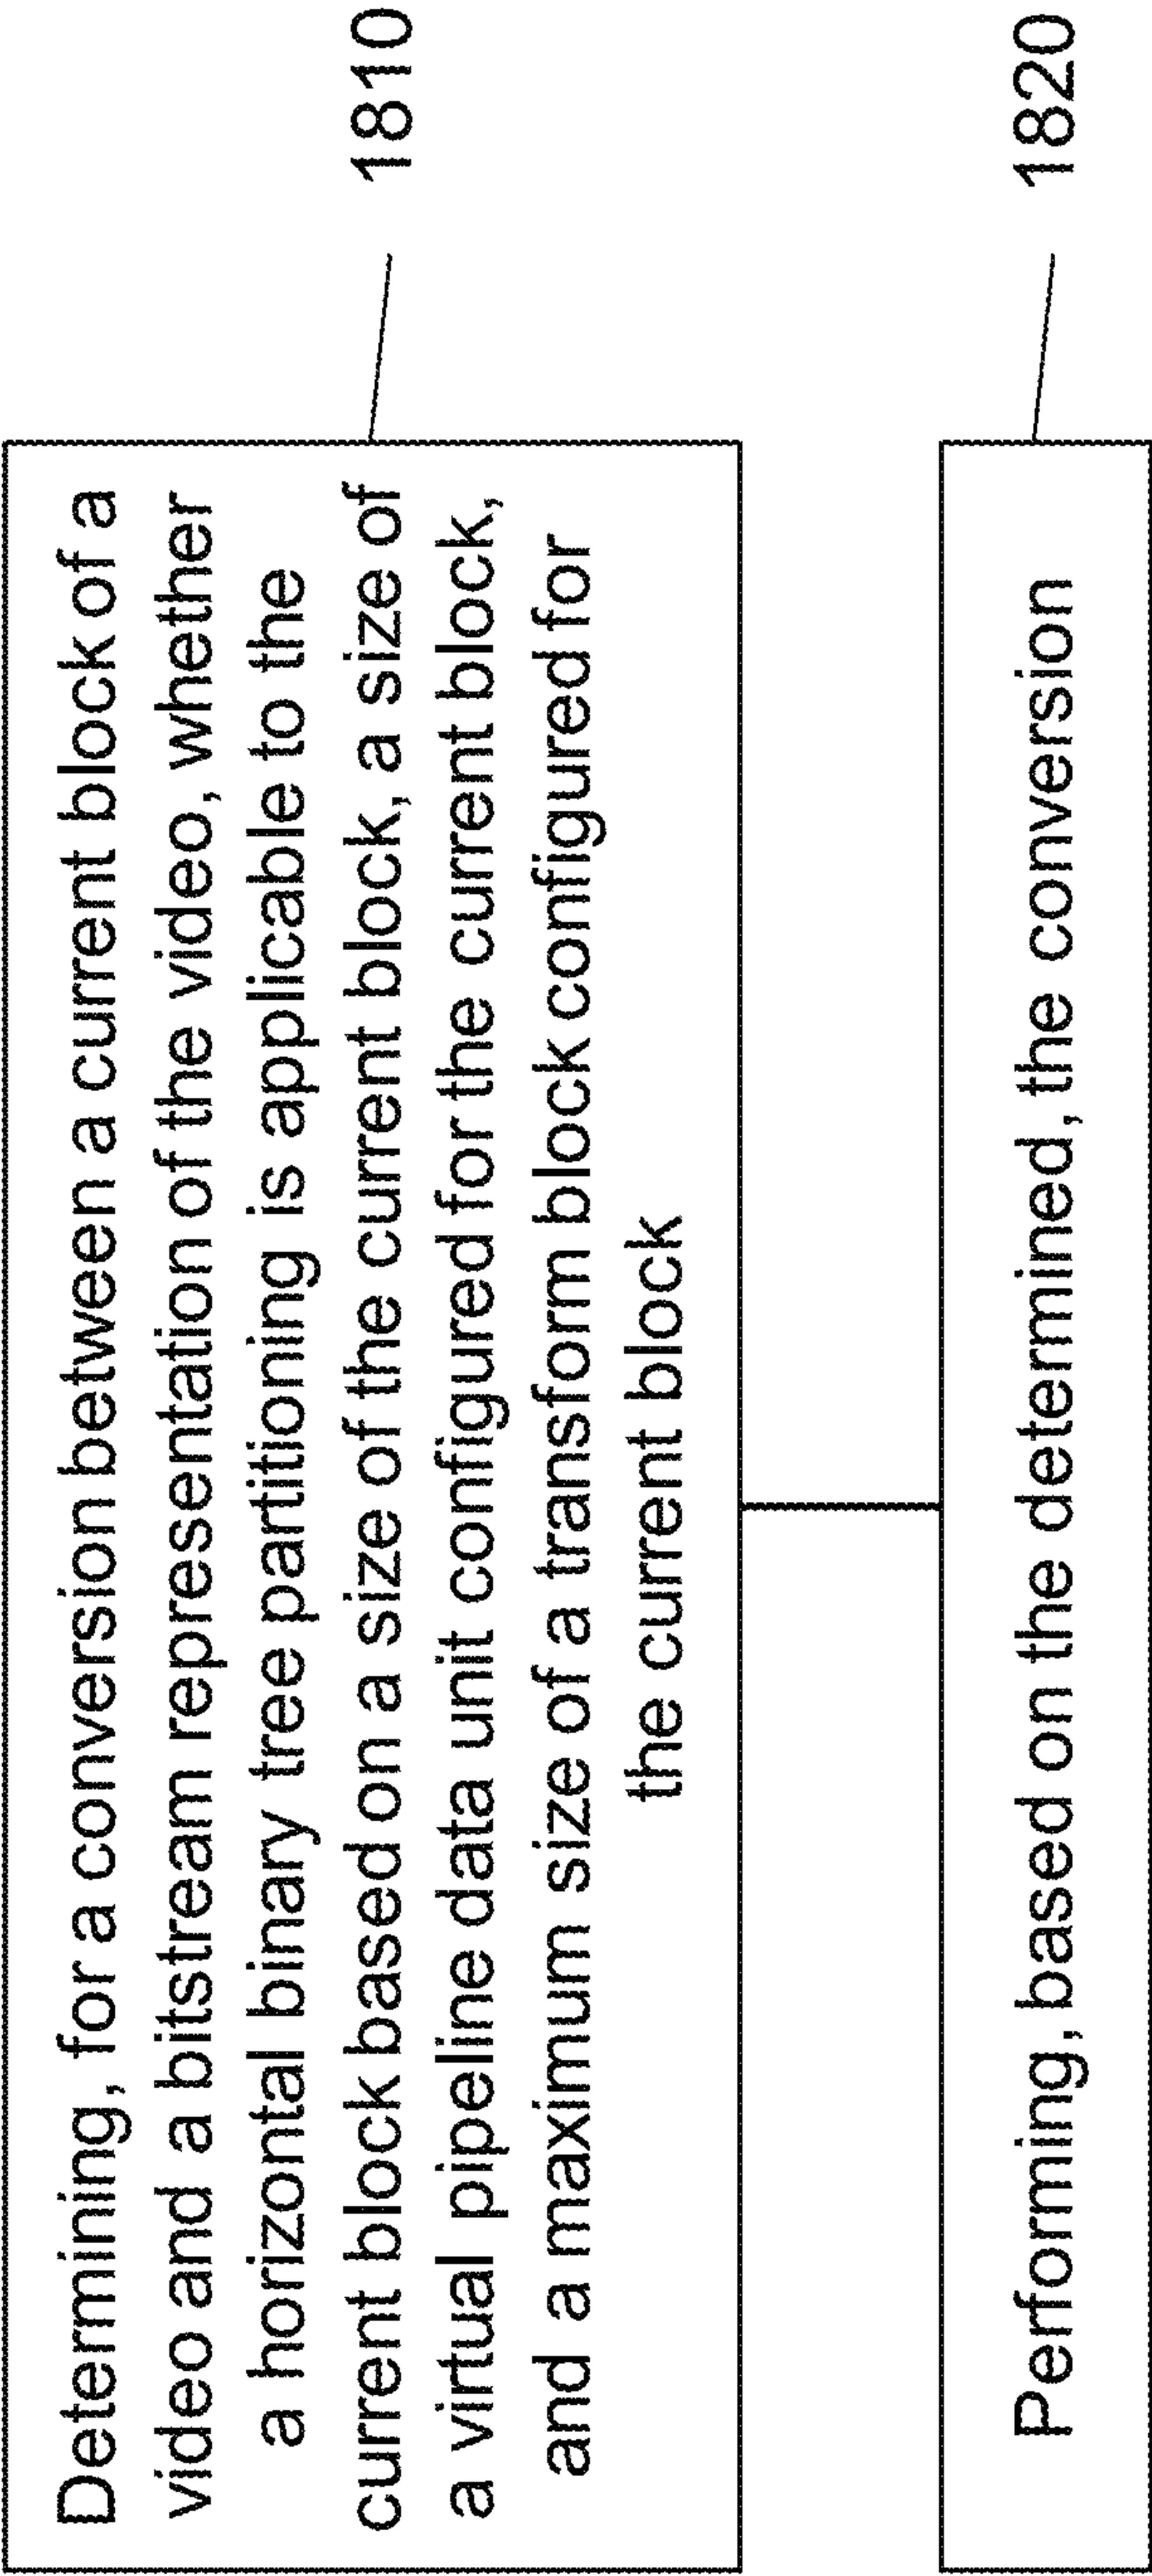 Determining, for a conversion between a current block of a
video and a bitstream representation of the video, whether
a horizontal binary tree partitioning is applicable to the
current block based on a size of the current block, a size of
a virtual pipeline data unit configured for the current block,
and a maximum size of a transform block configured for
the current block
1810
Performing, based on the determined, the conversion
1820